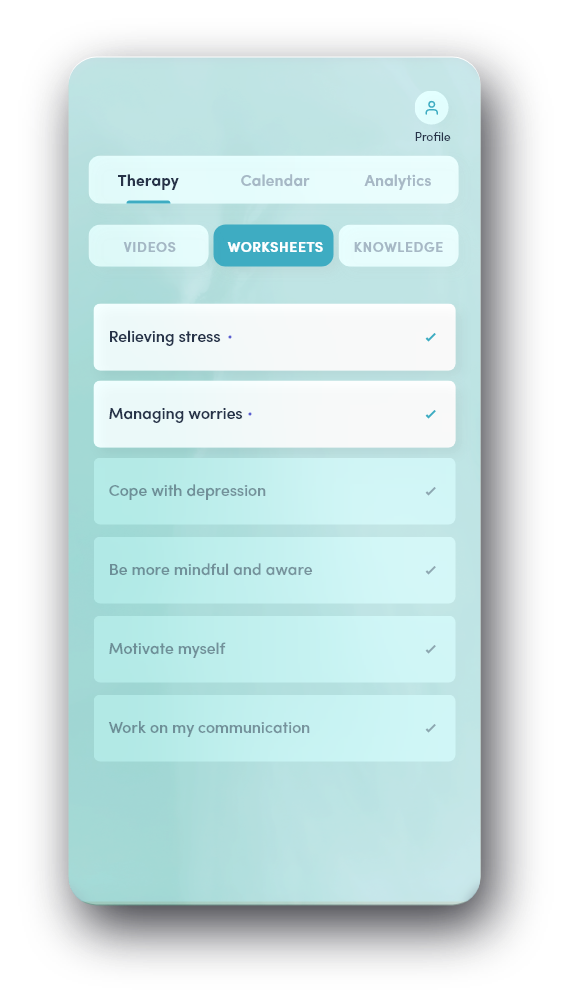 Profile
Therapy Calendar Analytics
VIDEOS WORKSHEETS KNOWLEDGE
Relieving stress •
Managing worries •
Cope with depression
Be more mindful and aware
Motivate myself
Work on my communication